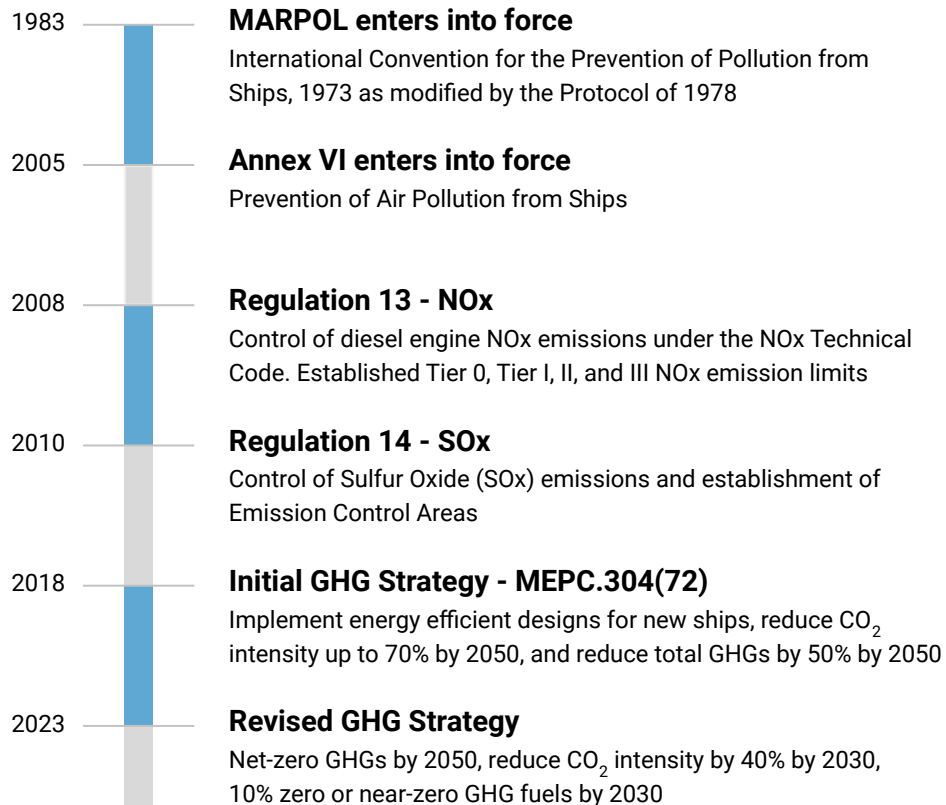 1983
MARPOL enters into force
International Convention for the Prevention of Pollution from
Ships, 1973 as modified by the Protocol of 1978
2005
Annex VI enters into force
Prevention of Air Pollution from Ships
2008
Regulation 13 - NOx
Control of diesel engine NOx emissions under the NOx Technical
Code. Established Tier 0, Tier I, II, and III NOx emission limits
2010
Regulation 14 - SOx
Control of Sulfur Oxide (SOx) emissions and establishment of
Emission Control Areas
2018
Initial GHG Strategy - MEPC.304(72)
Implement energy efficient designs for new ships, reduce CO₂
intensity up to 70% by 2050, and reduce total GHGs by 50% by 2050
2023
Revised GHG Strategy
Net-zero GHGs by 2050, reduce CO₂ intensity by 40% by 2030,
10% zero or near-zero GHG fuels by 2030